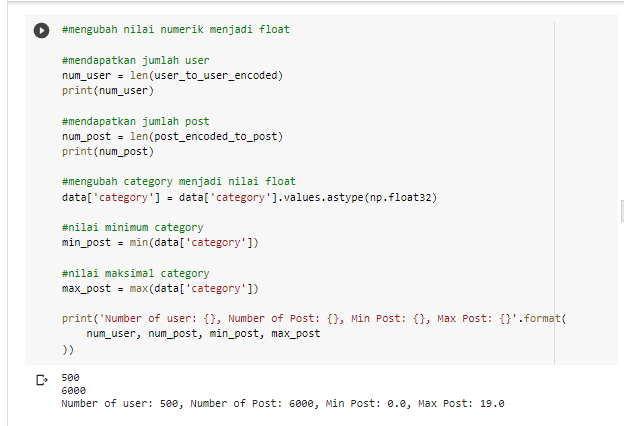 #mengubah nilai numerik menjadi float
#mendapatkan jumlah user
num_user = len(user_to_user_encoded)
print(num_user)
#mendapatkan jumlah post
num_post = len(post_encoded_to_post)
print(num_post)
#mengubah category menjadi nilai float
data['category'] = data['category'].values.astype(np.float32)
#nilai minimum category
min_post = min(data['category'])
#nilai maksimal category
max_post = max(data['category'])
print('Number of user: {}, Number of Post: {}, Min Post: {}, Max Post: {}'.format(
    num_user, num_post, min_post, max_post
))
500
6000
Number of user: 500, Number of Post: 6000, Min Post: 0.0, Max Post: 19.0